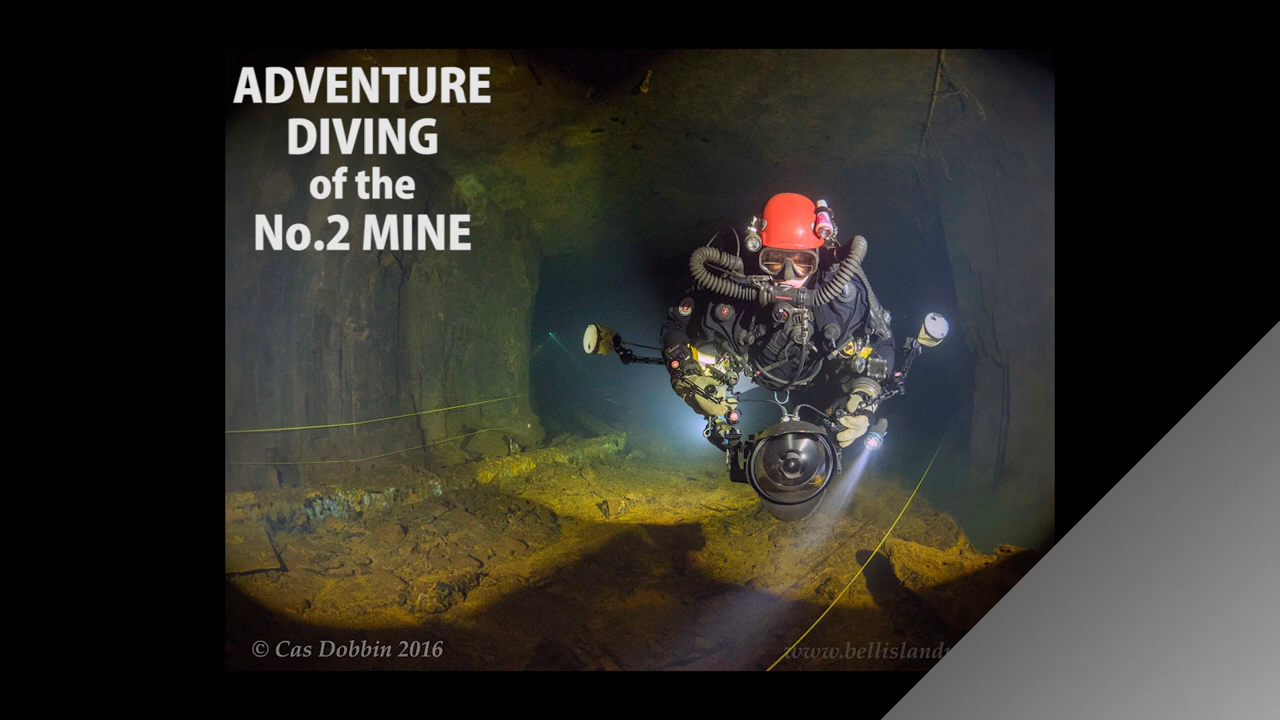 ADVENTURE
DIVING
of the
No.2 MINE
© Cas Dobbin 2016